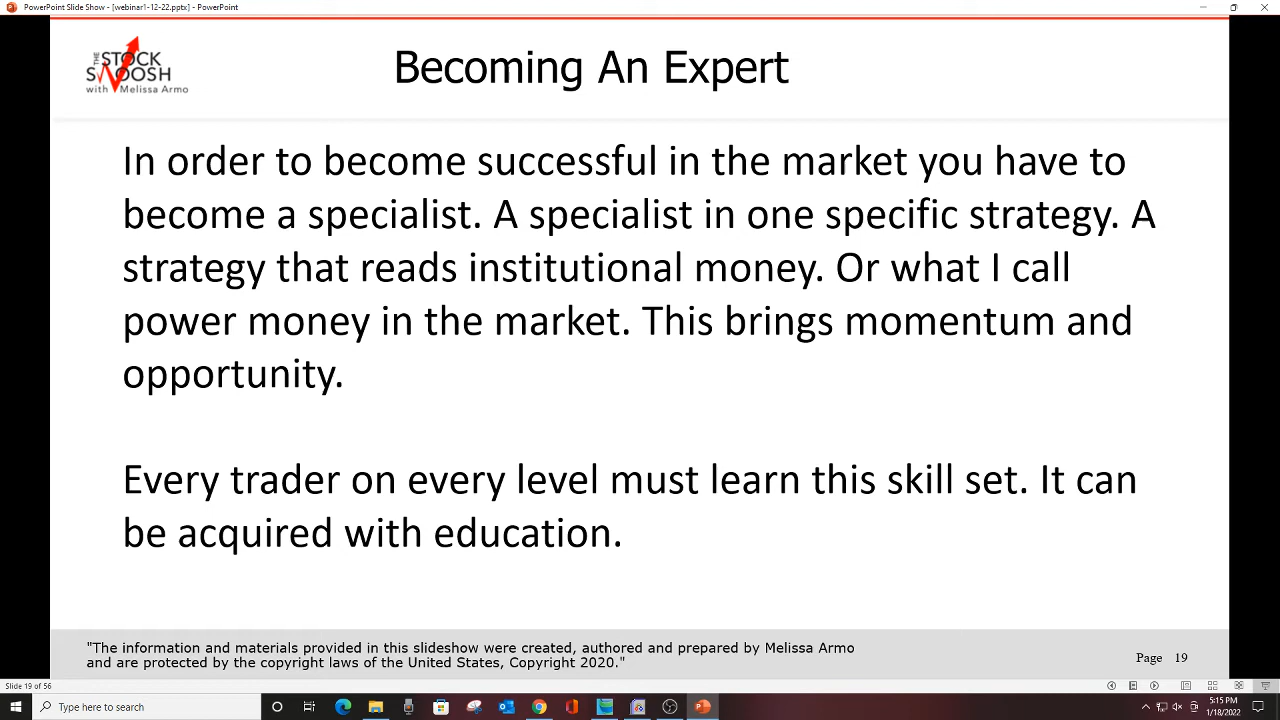 PowerPoint Slide Show - [webinar1-12-22.pptx] - PowerPoint
THE
STOCK
SWOOSH
with Melissa Armo
Becoming An Expert
In order to become successful in the market you have to
become a specialist. A specialist in one specific strategy. A
strategy that reads institutional money. Or what I call
power money in the market. This brings momentum and
opportunity.
Every trader on every level must learn this skill set. It can
be acquired with education.
"The information and materials provided in this slideshow were created, authored and prepared by Melissa Armo
and are protected by the copyright laws of the United States, Copyright 2020."
Page 19
Slide 19 of 56
Type here to search
5:15 PM
1/18/2022